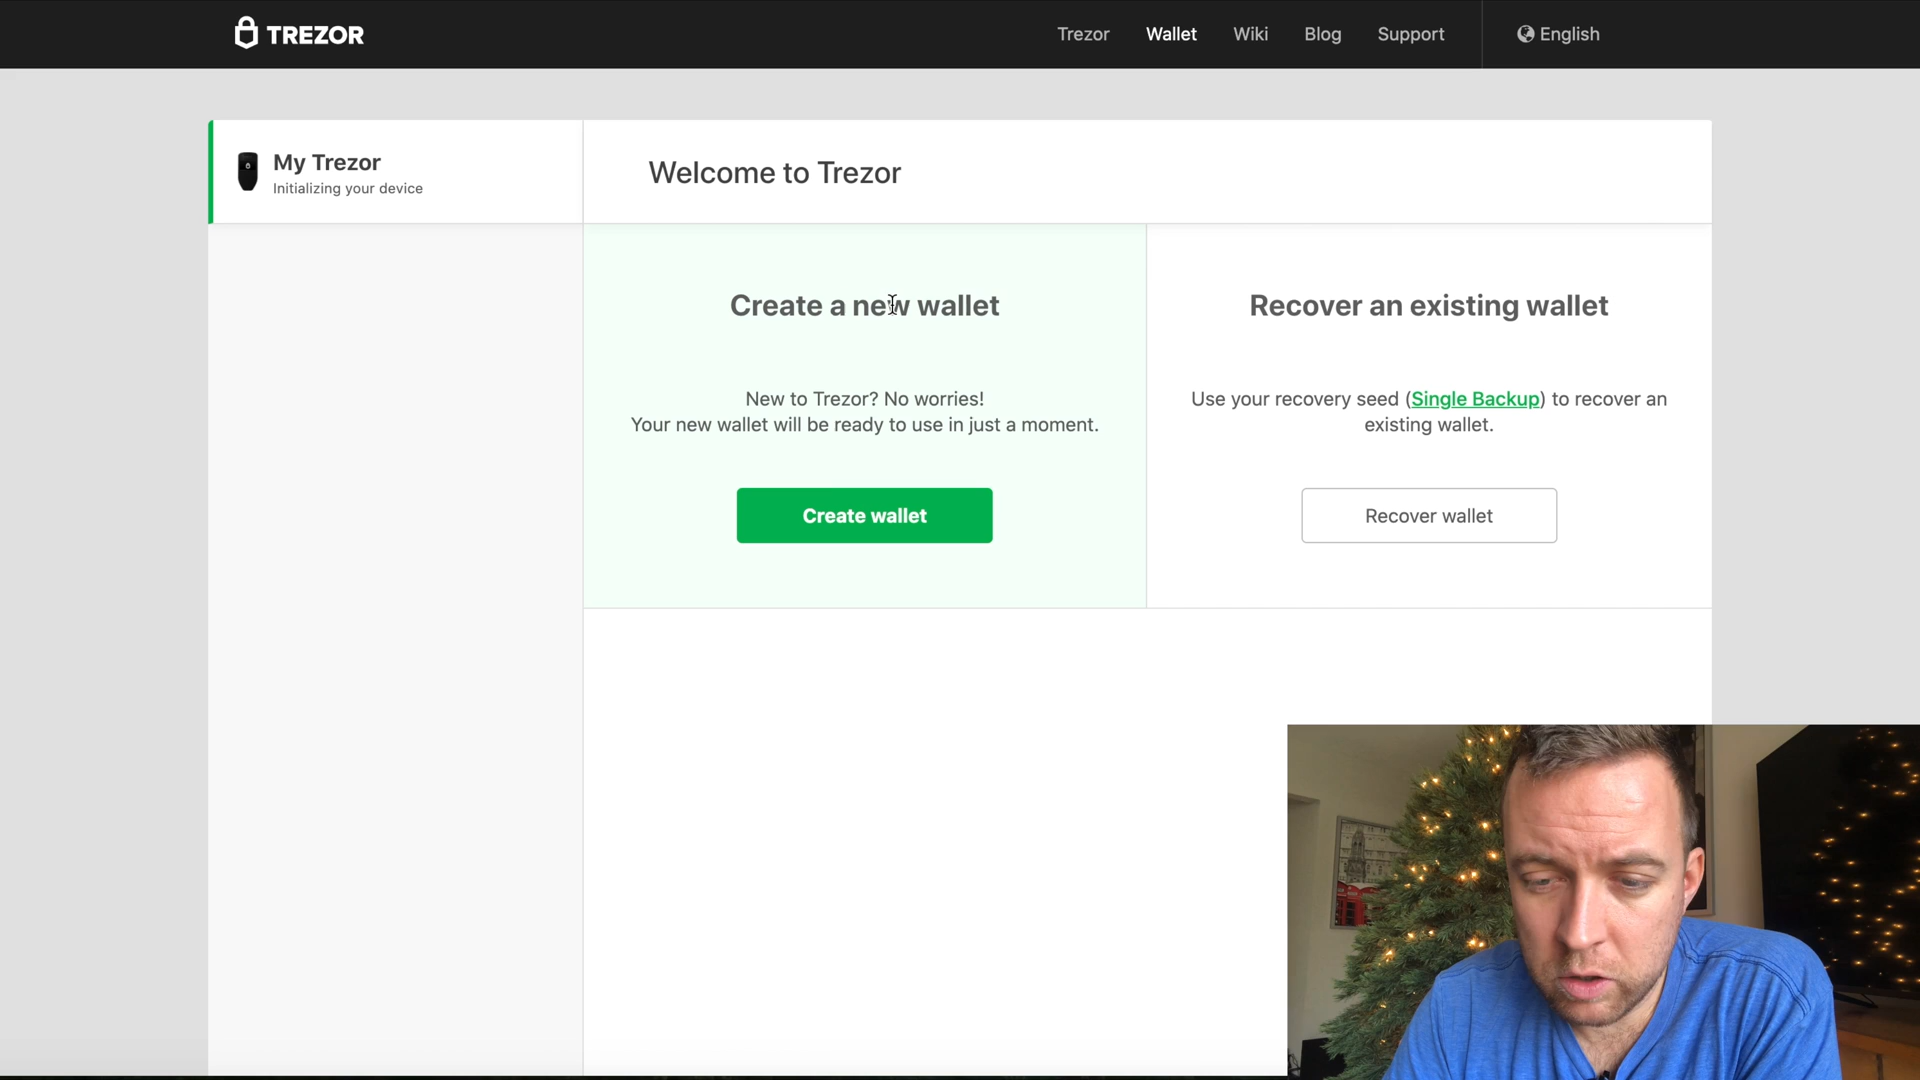 TREZOR
Trezor Wallet Wiki Blog Support English
My Trezor
Initializing your device
Welcome to Trezor
Create a new wallet
New to Trezor? No worries!
Your new wallet will be ready to use in just a moment.
Create wallet
Recover an existing wallet
Use your recovery seed (Single Backup) to recover an
existing wallet.
Recover wallet